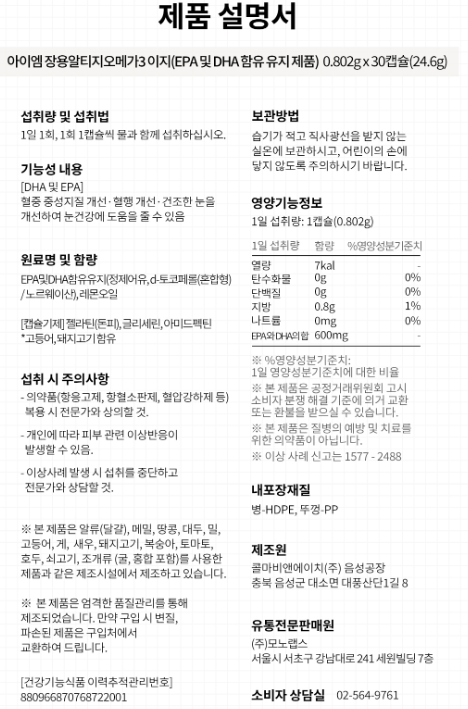 제품 설명서
아이엠 장용알티지오메가3 이지(EPA 및 DHA 함유 유지 제품) 0.802g x 30캡슐(24.6g)
섭취량 및 섭취법
1일 1회, 1회 1캡슐씩 물과 함께 섭취하십시오.
기능성 내용
[DHA 및 EPA]
혈중 중성지질 개선·혈행 개선·건조한 눈을
개선하여 눈건강에 도움을 줄 수 있음
원료명 및 함량
EPA및DHA함유유지(정제어유, d-토코페롤(혼합형)
/노르웨이산), 레몬오일
[캡슐기제] 젤라틴(돈피), 글리세린, 아미드펙틴
*고등어, 돼지고기 함유
섭취 시 주의사항
- 의약품(항응고제, 항혈소판제, 혈압강하제 등)
복용 시 전문가와 상의할 것.
- 개인에 따라 피부 관련 이상반응이
발생할 수 있음.
- 이상사례 발생 시 섭취를 중단하고
전문가와 상담할 것.
※ 본 제품은 알류(달걀), 메밀, 땅콩, 대두, 밀,
고등어, 게, 새우, 돼지고기, 복숭아, 토마토,
호두, 쇠고기, 조개류 (굴, 홍합 포함)를 사용한
제품과 같은 제조시설에서 제조하고 있습니다.
※ 본 제품은 엄격한 품질관리를 통해
제조되었습니다. 만약 구입 시 변질,
파손된 제품은 구입처에서
교환하여 드립니다.
[건강기능식품 이력추적관리번호]
880966870768722001
보관방법
습기가 적고 직사광선을 받지 않는
실온에 보관하시고, 어린이의 손에
닿지 않도록 주의하시기 바랍니다.
영양기능정보
1일 섭취량: 1캡슐(0.802g)
1일 섭취량 함량 %영양성분기준치
열량 7kal -
탄수화물 0g 0%
단백질 0g 0%
지방 0.8g 1%
나트륨 0mg 0%
EPA와DHA의합 600mg -
※ %영양성분기준치:
1일 영양성분기준치에 대한 비율
※ 본 제품은 공정거래위원회 고시
소비자 분쟁 해결 기준에 의거 교환
또는 환불을 받으실 수 있습니다.
※ 본 제품은 질병의 예방 및 치료를
위한 의약품이 아닙니다.
※ 이상 사례 신고는 1577 - 2488
내포장재질
병-HDPE, 뚜껑-PP
제조원
콜마비앤에이치(주) 음성공장
충북 음성군 대소면 대풍산단1길 8
유통전문판매원
(주)모노랩스
서울시 서초구 강남대로 241 세원빌딩 7층
소비자 상담실 02-564-9761